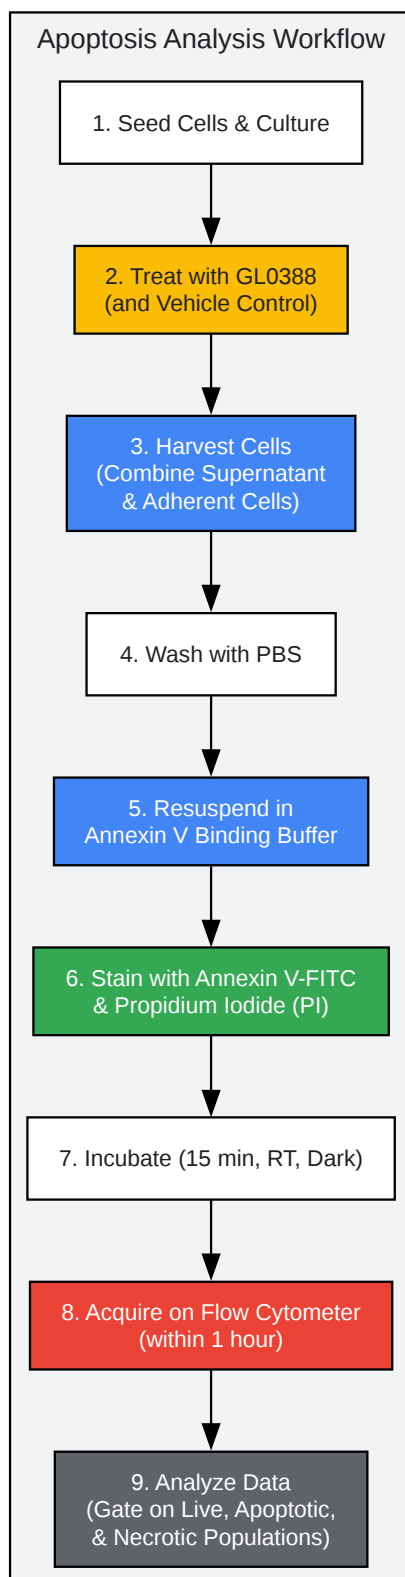 Apoptosis Analysis Workflow
1. Seed Cells & Culture
2. Treat with GL0388
(and Vehicle Control)
3. Harvest Cells
(Combine Supernatant
& Adherent Cells)
4. Wash with PBS
5. Resuspend in
Annexin V Binding Buffer
6. Stain with Annexin V-FITC
& Propidium Iodide (PI)
7. Incubate (15 min, RT, Dark)
8. Acquire on Flow Cytometer
(within 1 hour)
9. Analyze Data
(Gate on Live, Apoptotic,
& Necrotic Populations)